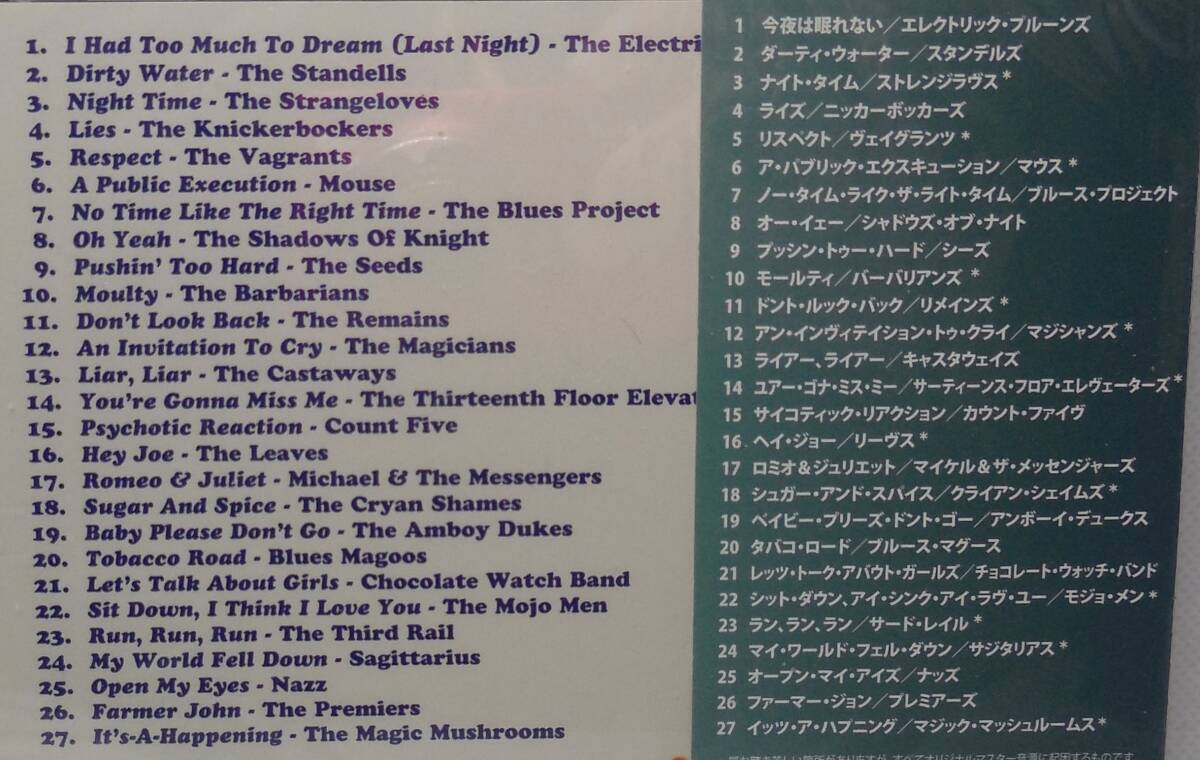 1. I Had Too Much To Dream (Last Night) - The Electri
2. Dirty Water - The Standells
3. Night Time - The Strangeloves
4. Lies - The Knickerbockers
5. Respect - The Vagrants
6. A Public Execution - Mouse
7. No Time Like The Right Time - The Blues Project
8. Oh Yeah - The Shadows Of Knight
9. Pushin' Too Hard - The Seeds
10. Moulty - The Barbarians
11. Don't Look Back - The Remains
12. An Invitation To Cry - The Magicians
13. Liar, Liar - The Castaways
14. You're Gonna Miss Me - The Thirteenth Floor Elevat
15. Psychotic Reaction - Count Five
16. Hey Joe - The Leaves
17. Romeo & Juliet - Michael & The Messengers
18. Sugar And Spice - The Cryan Shames
19. Baby Please Don't Go - The Amboy Dukes
20. Tobacco Road - Blues Magoos
21. Let's Talk About Girls - Chocolate Watch Band
22. Sit Down, I Think I Love You - The Mojo Men
23. Run, Run, Run - The Third Rail
24. My World Fell Down - Sagittarius
25. Open My Eyes - Nazz
26. Farmer John - The Premiers
27. It's-A-Happening - The Magic Mushrooms
1 今夜は眠れない／エレクトリック・プルーンズ
2 ダーティ・ウォーター／スタンデルズ
3 ナイト・タイム／ストレンジラヴス*
4 ライズ／ニッカーボッカーズ
5 リスペクト／ヴェイグランツ*
6 ア・パブリック・エクスキューション／マウス*
7 ノー・タイム・ライク・ザ・ライト・タイム／ブルース・プロジェクト
8 オー・イェー／シャドウズ・オブ・ナイト
9 プッシン・トゥー・ハード／シーズ
10 モールティ／バーバリアンズ*
11 ドント・ルック・バック／リメインズ*
12 アン・インヴィテイション・トゥ・クライ／マジシャンズ*
13 ライアー、ライアー／キャスタウェイズ
14 ユアー・ゴナ・ミス・ミー／サーティーンス・フロア・エレヴェーターズ*
15 サイコティック・リアクション／カウント・ファイヴ
16 ヘイ・ジョー／リーヴス*
17 ロミオ＆ジュリエット／マイケル＆ザ・メッセンジャーズ
18 シュガー・アンド・スパイス／クライアン・シェイムズ*
19 ベイビー・プリーズ・ドント・ゴー／アンボーイ・デュークス
20 タバコ・ロード／ブルース・マグース
21 レッツ・トーク・アバウト・ガールズ／チョコレート・ウォッチ・バンド
22 シット・ダウン、アイ・シンク・アイ・ラヴ・ユー／モジョ・メン*
23 ラン、ラン、ラン／サード・レイル*
24 マイ・ワールド・フェル・ダウン／サジタリアス*
25 オープン・マイ・アイズ／ナッズ
26 ファーマー・ジョン／プレミアーズ
27 イッツ・ア・ハプニング／マジック・マッシュルームス*
箇所がありますが、すべてオリジナルマスター音源に起因するものです